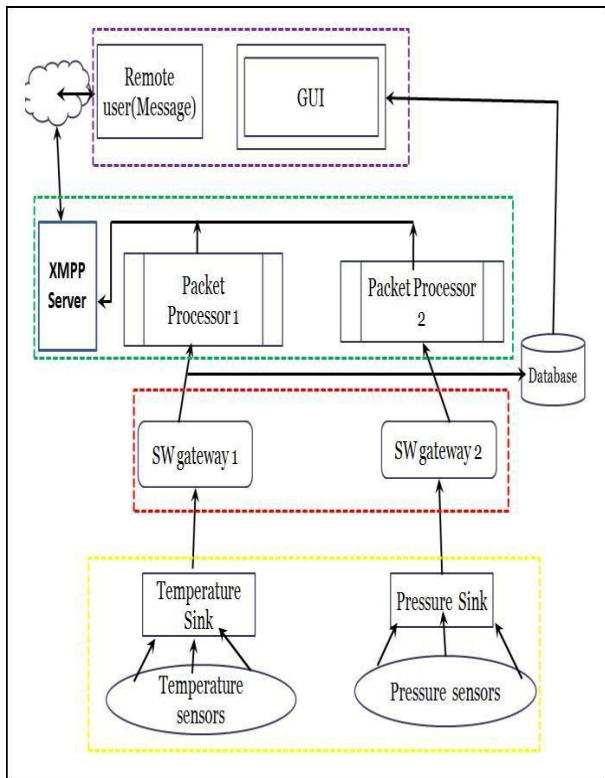 Remote
user(Message)
GUI
XMPP
Server
Packet
Processor 1
Packet Processor
2
Database
SW gateway 1
SW gateway 2
Temperature
Sink
Pressure Sink
Temperature
sensors
Pressure sensors